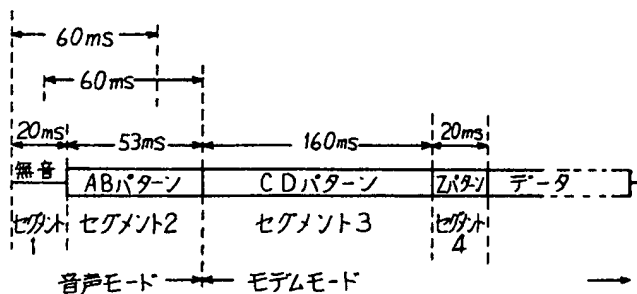 60ms
60ms
20ms 53ms 160ms 20ms
無音 ABパターン CDパターン Zパターン データ
セグメント1 セグメント2 セグメント3 セグメント4
音声モード モデムモード